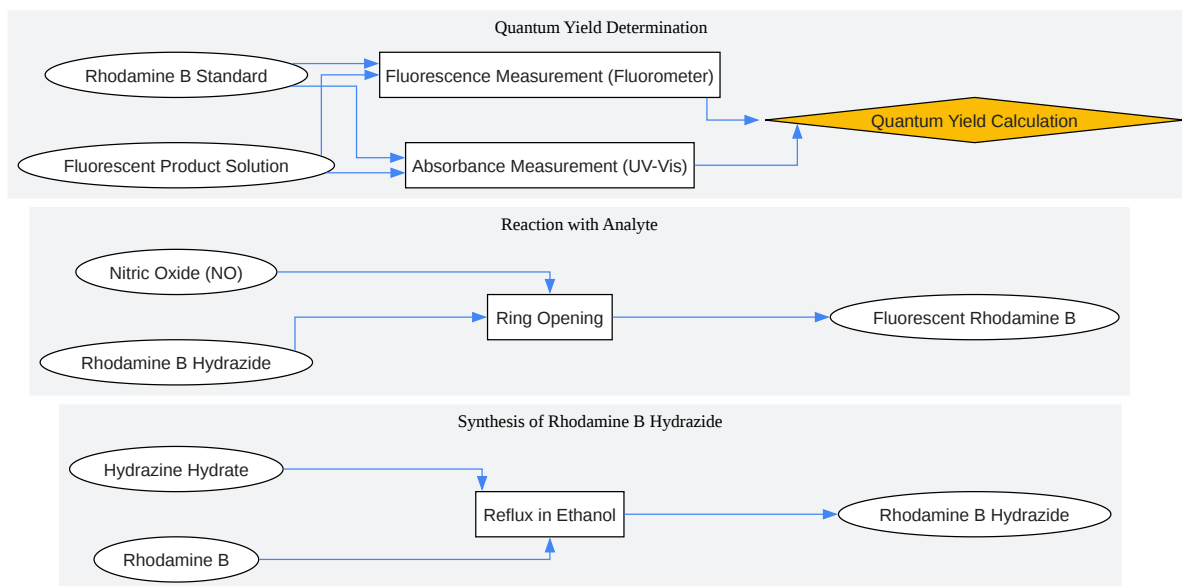 Quantum Yield Determination
Rhodamine B Standard
Fluorescence Measurement (Fluorometer)
Quantum Yield Calculation
Fluorescent Product Solution
Absorbance Measurement (UV-Vis)
Reaction with Analyte
Nitric Oxide (NO)
Ring Opening
Fluorescent Rhodamine B
Rhodamine B Hydrazide
Synthesis of Rhodamine B Hydrazide
Hydrazine Hydrate
Reflux in Ethanol
Rhodamine B Hydrazide
Rhodamine B